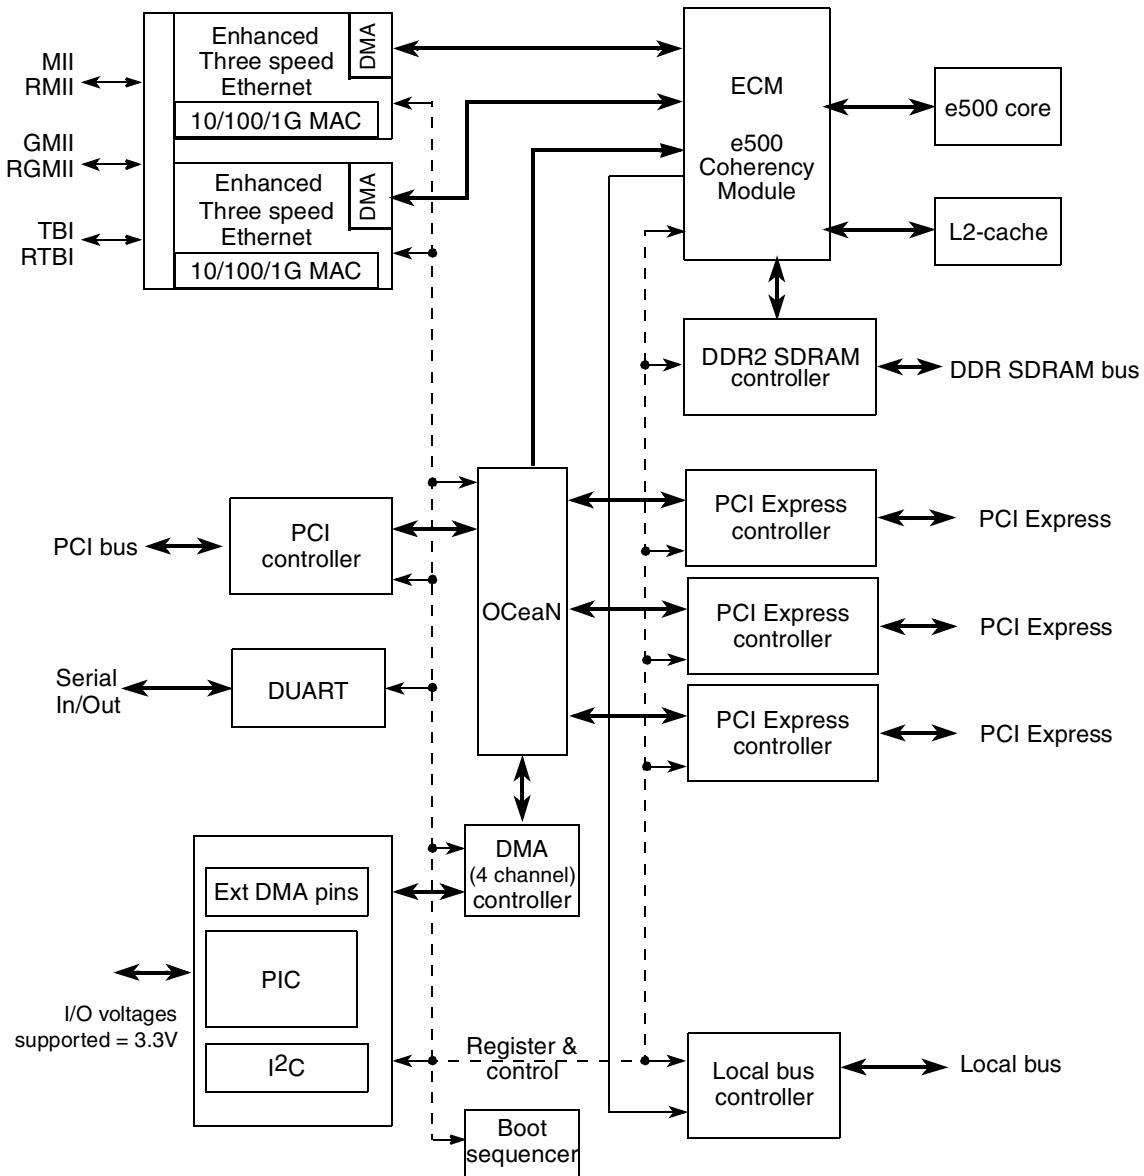 MII
RMII
GMII
RGMII
TBI
RTBI
Enhanced
Three speed
Ethernet
DMA
10/100/1G MAC
Enhanced
Three speed
Ethernet
DMA
10/100/1G MAC
ECM
e500
Coherency
Module
e500 core
L2-cache
DDR2 SDRAM
controller
DDR SDRAM bus
PCI bus
PCI
controller
OCeaN
PCI Express
controller
PCI Express
PCI Express
controller
PCI Express
PCI Express
controller
PCI Express
Serial
In/Out
DUART
DMA
(4 channel)
controller
Ext DMA pins
PIC
I²C
I/O voltages
supported = 3.3V
Register &
control
Local bus
controller
Local bus
Boot
sequencer